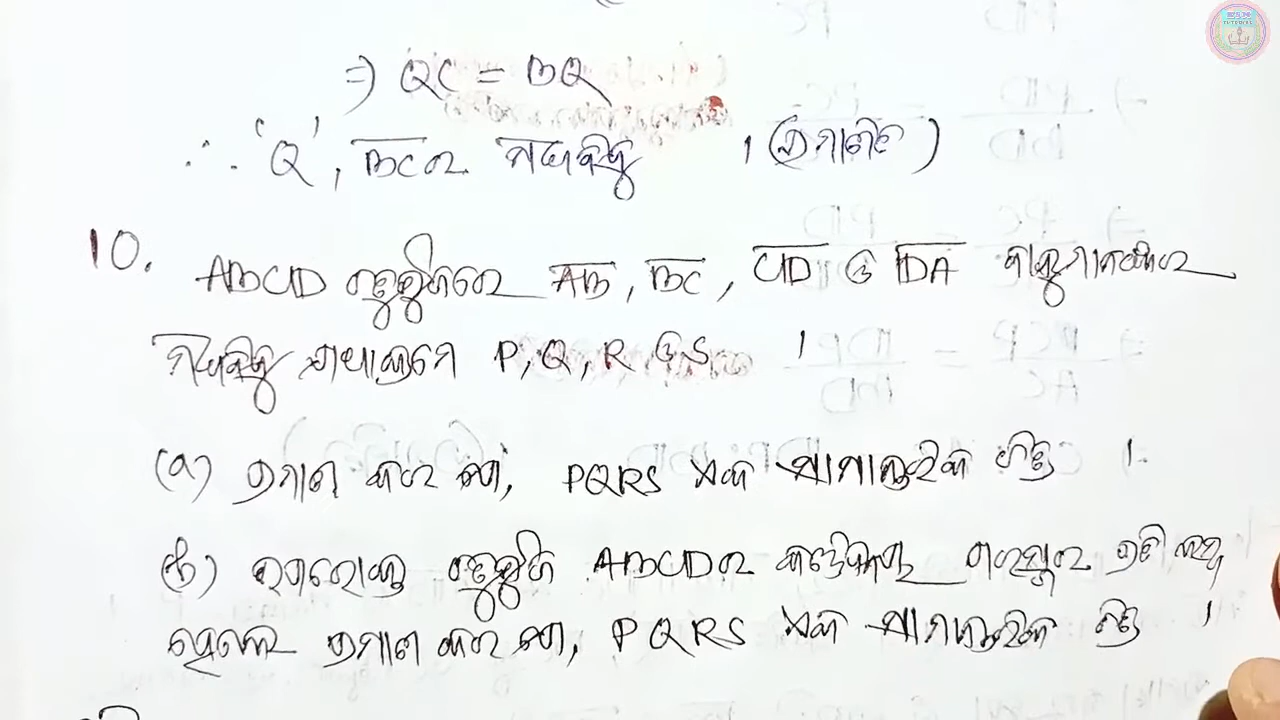 ⇒ QC = BQ
∴ 'Q', BCର ମଧ୍ୟବିନ୍ଦୁ । (ପ୍ରମାଣିତ)
10. ABCD ଚତୁର୍ଭୁଜରେ AB, BC, CD ଓ DA ବାହୁମାନଙ୍କର
ମଧ୍ୟବିନ୍ଦୁ ଯଥାକ୍ରମେ P, Q, R ଓ S ।
(a) ପ୍ରମାଣ କର ଯେ, PQRS ଏକ ସାମାନ୍ତରିକ ଚିତ୍ର ।
ଚତୁର୍ଭୁଜ ABCDର କର୍ଣ୍ଣଦ୍ୱୟ ପରସ୍ପର ପ୍ରତି ଲମ୍ବ
ହେଲେ ପ୍ରମାଣ କର ଯେ, PQRS ଏକ ସାମାନ୍ତରିକ ଚିତ୍ର ।